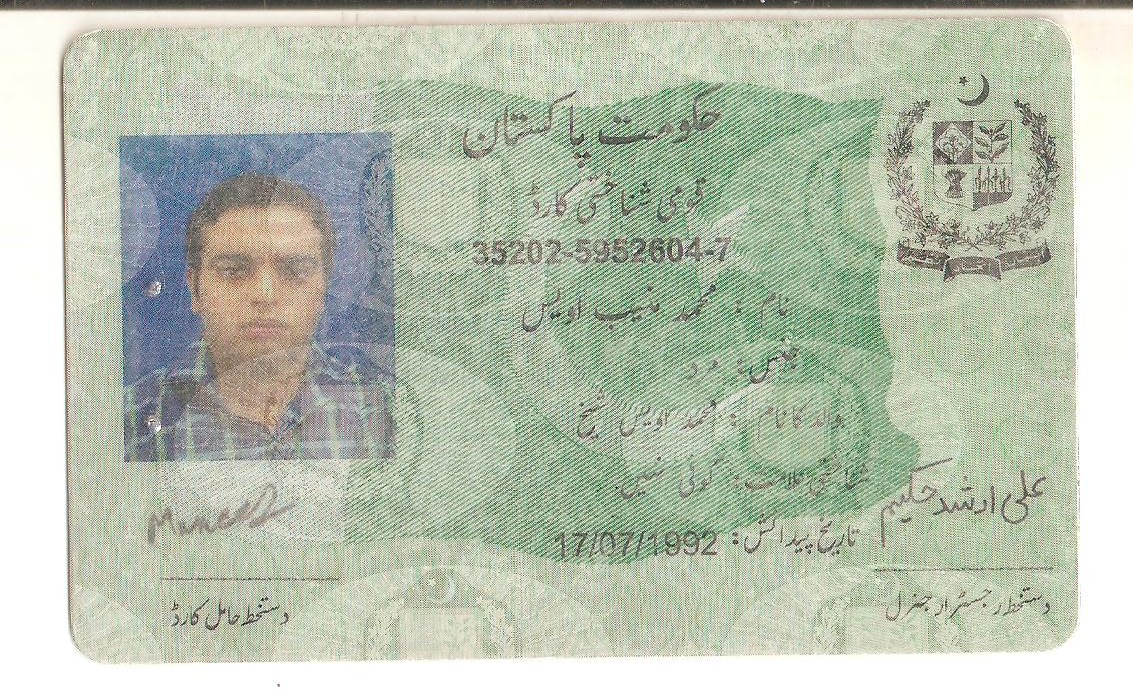 حکومت پاکستان
قومی شناختی کارڈ
35202-5952604-7
نام : محمد منیب اویس
جنس : مرد
والد کا نام : محمد اویس شیخ
شناختی علامت : کوئی نہیں
تاریخ پیدائش : 17/07/1992
Muneeb
علی ارشد حکیم
دستخط حامل کارڈ
دستخط رجسٹرار جنرل